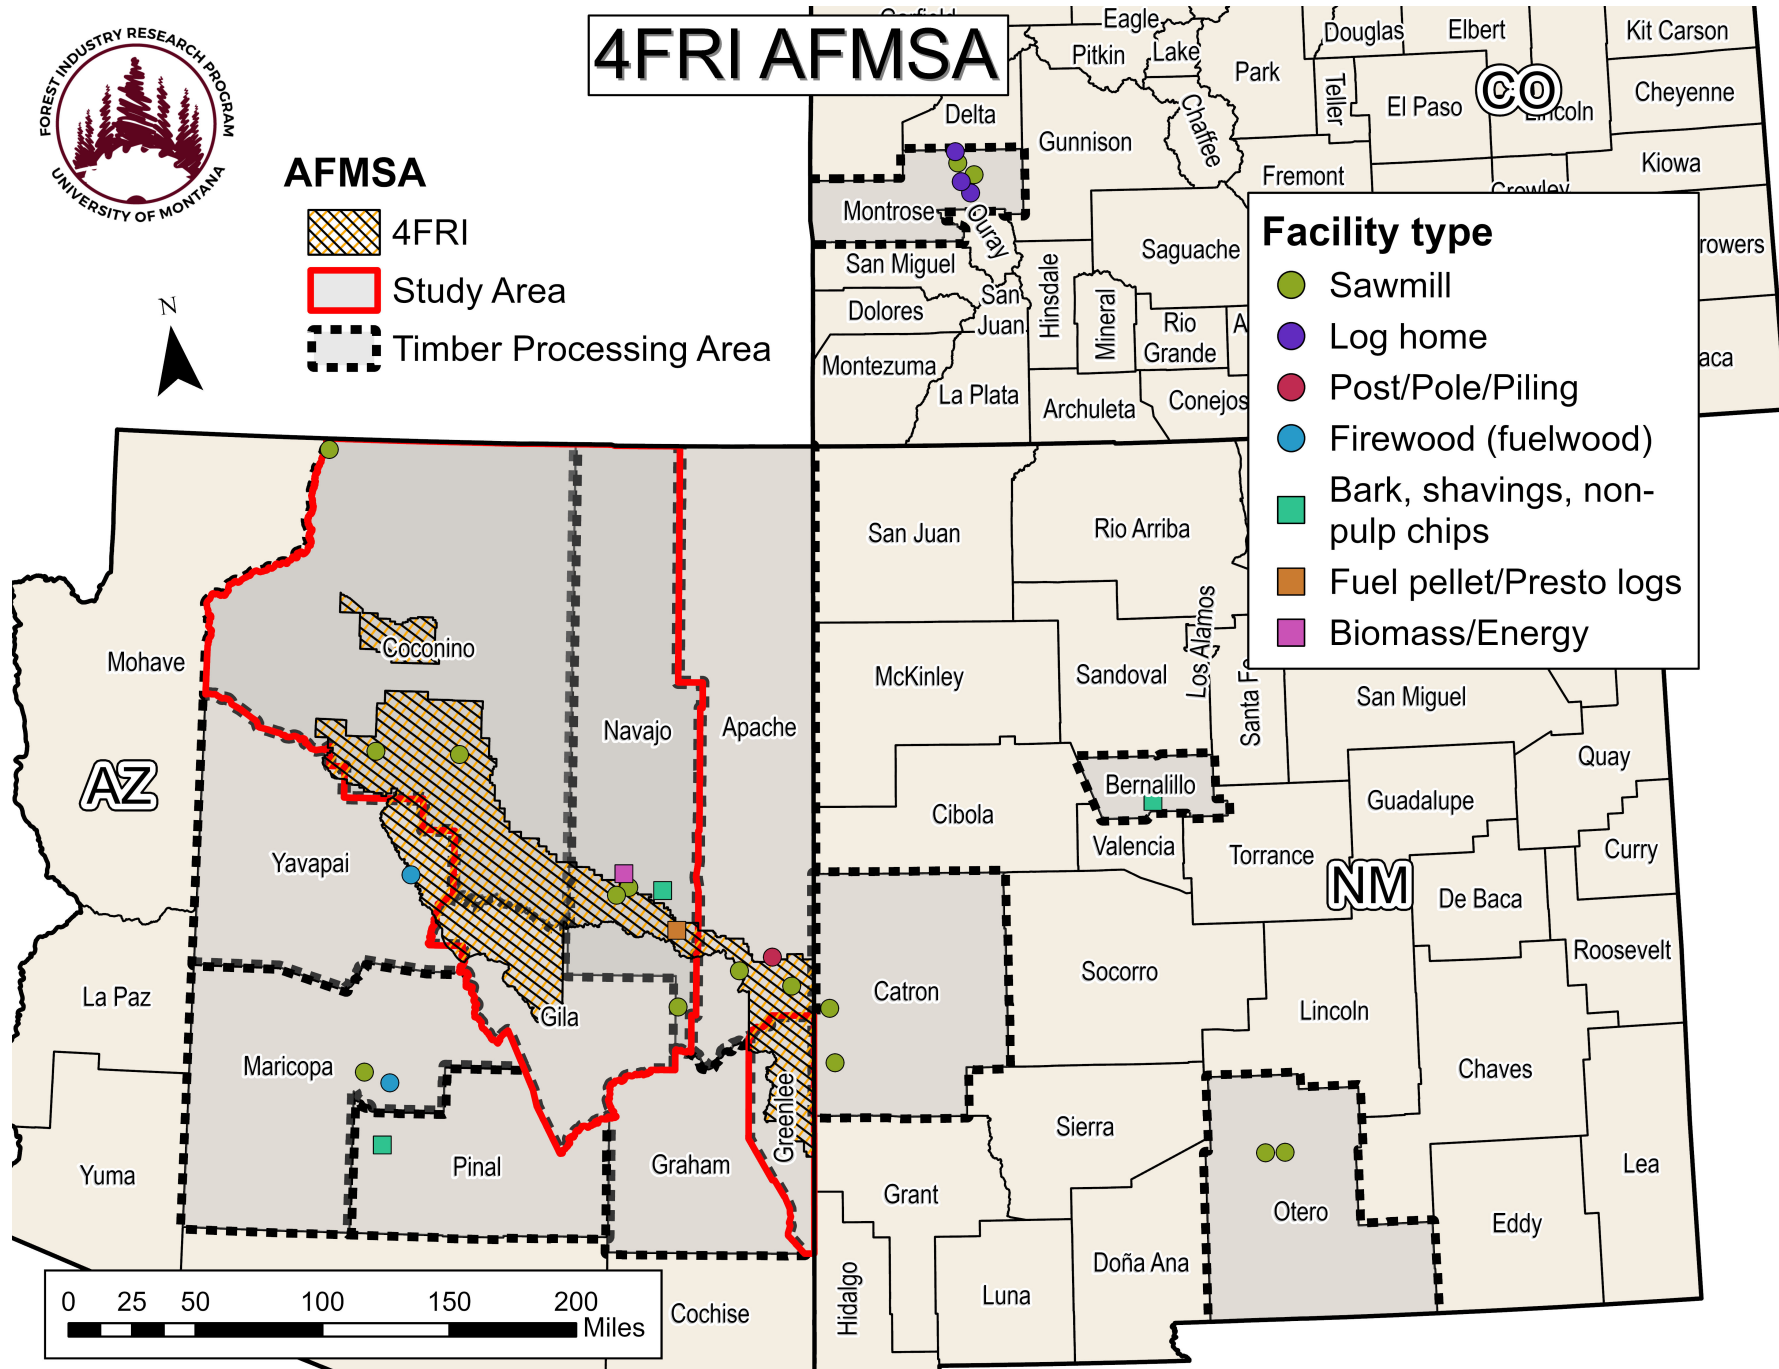 4FRI AFMSA
FOREST INDUSTRY RESEARCH PROGRAM
UNIVERSITY OF MONTANA
AFMSA
4FRI
Study Area
Timber Processing Area
N
Facility type
Sawmill
Log home
Post/Pole/Piling
Firewood (fuelwood)
Bark, shavings, non-
pulp chips
Fuel pellet/Presto logs
Biomass/Energy
CO
Eagle
Pitkin
Lake
Park
Douglas
Elbert
Kit Carson
Teller
El Paso
Lincoln
Cheyenne
Delta
Gunnison
Chaffee
Fremont
Crowley
Kiowa
Montrose
Ouray
Saguache
rowers
San Miguel
Hinsdale
Dolores
San
Juan
Mineral
Rio
Grande
A
aca
Montezuma
La Plata
Archuleta
Conejos
AZ
Mohave
Coconino
Navajo
Apache
Yavapai
La Paz
Maricopa
Gila
Yuma
Pinal
Graham
Greenlee
Cochise
NM
San Juan
Rio Arriba
McKinley
Sandoval
Los Alamos
Santa F
San Miguel
Bernalillo
Quay
Cibola
Valencia
Torrance
Guadalupe
Curry
De Baca
Catron
Socorro
Lincoln
Roosevelt
Chaves
Sierra
Grant
Otero
Lea
Eddy
Hidalgo
Luna
Doña Ana
0 25 50 100 150 200
Miles